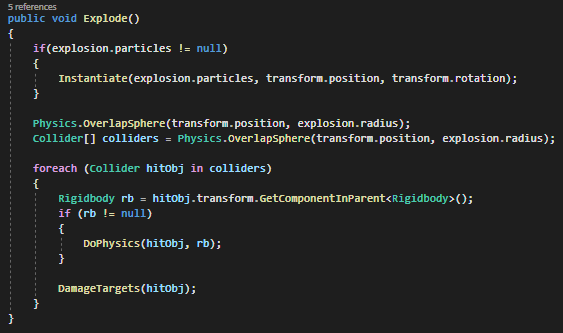 5 references
public void Explode()
{
if(explosion.particles != null)
{
Instantiate(explosion.particles, transform.position, transform.rotation);
}
Physics.OverlapSphere(transform.position, explosion.radius);
Collider[] colliders = Physics.OverlapSphere(transform.position, explosion.radius);
foreach (Collider hitObj in colliders)
{
Rigidbody rb = hitObj.transform.GetComponentInParent<Rigidbody>();
if (rb != null)
{
DoPhysics(hitObj, rb);
}
DamageTargets(hitObj);
}
}